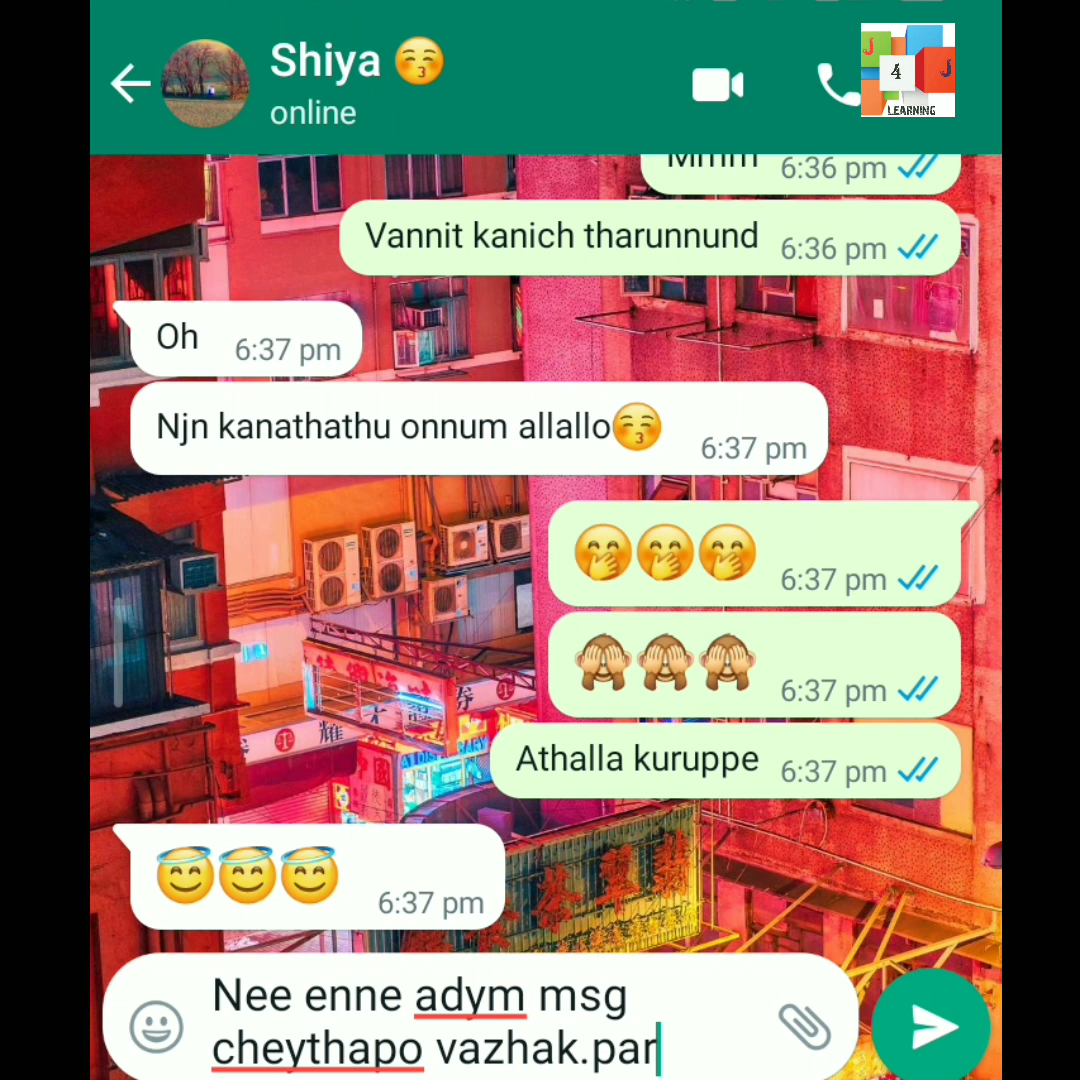 Shiya 😚
online
J
4
J
LEARNING
Mmm 6:36 pm
Vannit kanich tharunnund 6:36 pm
Oh 6:37 pm
Njn kanathathu onnum allallo😚 6:37 pm
🤭🤭🤭 6:37 pm
🙈🙈🙈 6:37 pm
Athalla kuruppe 6:37 pm
😇😇😇 6:37 pm
Nee enne adym msg
cheythapo vazhak.par